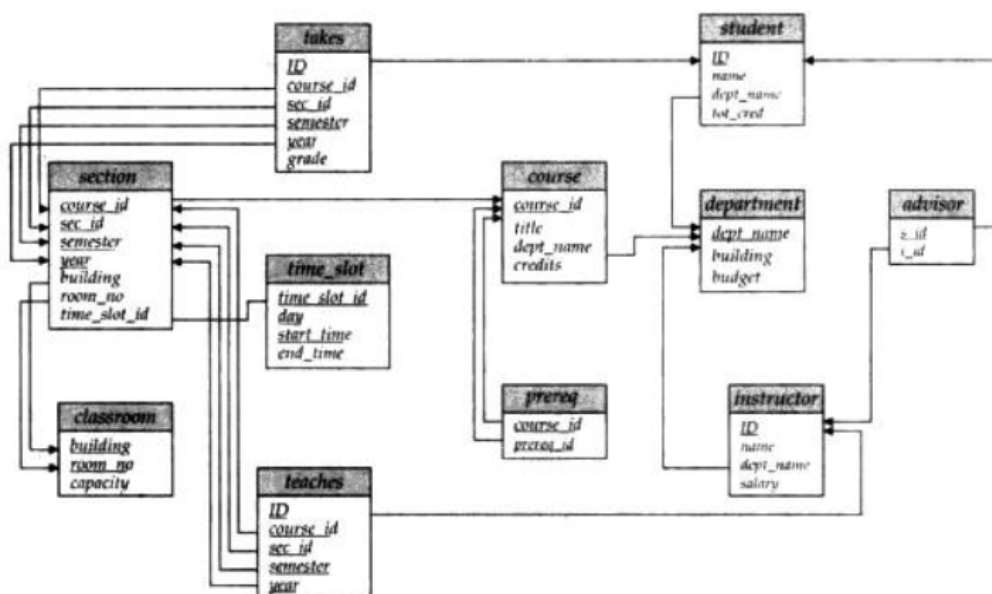 takes
ID
course_id
sec_id
semester
year
grade
student
ID
name
dept_name
tot_cred
section
course_id
sec_id
semester
year
building
room_no
time_slot_id
course
course_id
title
dept_name
credits
department
dept_name
building
budget
advisor
s_id
i_id
time_slot
time_slot_id
day
start_time
end_time
classroom
building
room_no
capacity
prereq
course_id
prereq_id
instructor
ID
name
dept_name
salary
teaches
ID
course_id
sec_id
semester
year